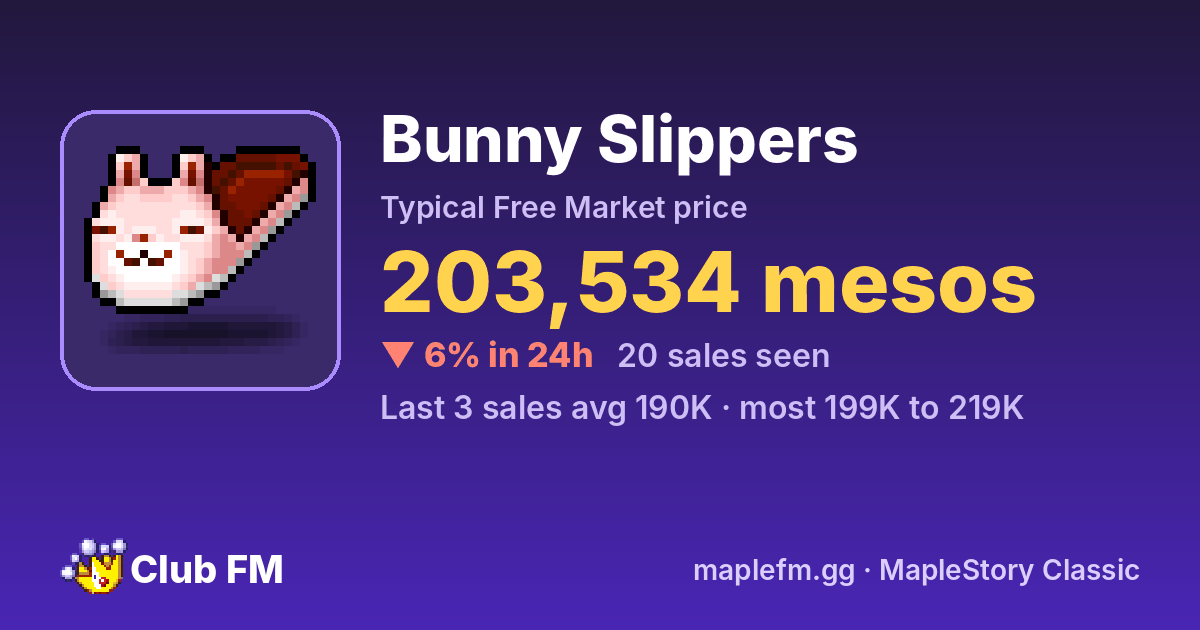 Bunny Slippers
Typical Free Market price
203,534 mesos
▼ 6% in 24h 20 sales seen
Last 3 sales avg 190K · most 199K to 219K
Club FM
maplefm.gg · MapleStory Classic